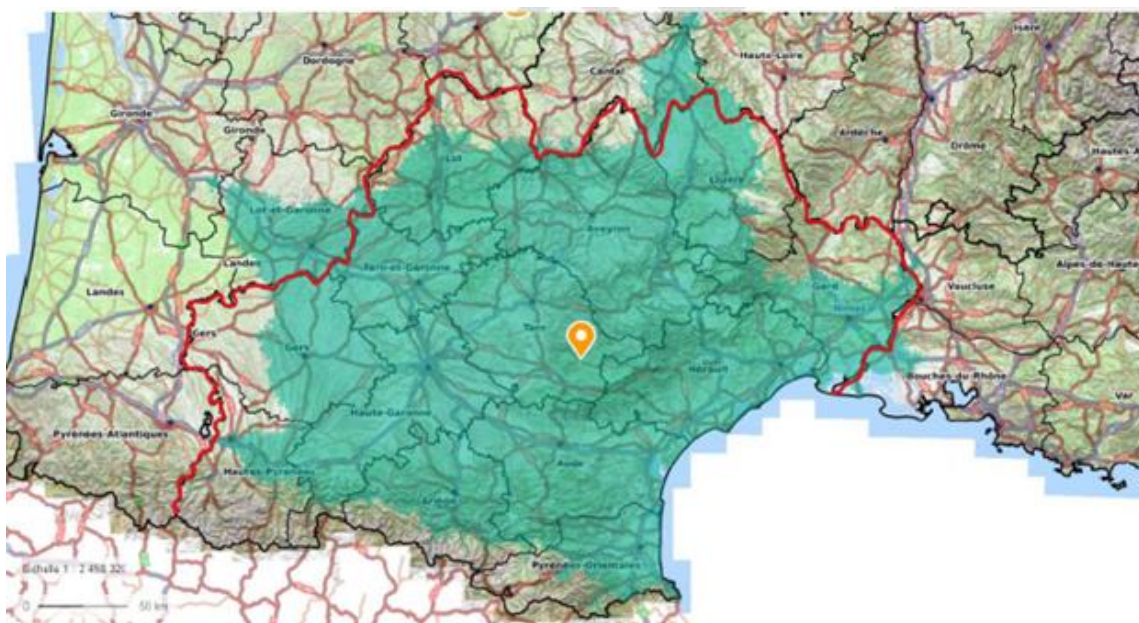 Isère
Dordogne
Cantal
Haute-Loire
Gironde
Gironde
Ardèche
Drôme
Hautes-A
Lot
Lozère
Lot-et-Garonne
Aveyron
Landes
Tarn-et-Garonne
Alpes-de-Haute
Landes
Gard
Vaucluse
Nîmes
Gers
Tarn
Gers
Hérault
Bouches-du-Rhône
Var
Haute-Garonne
Pyrénées-Atlantiques
Hautes-Pyrénées
Aude
Ariège
Pyrénées-Orientales
Echelle 1 : 2 498 320
0 50 km